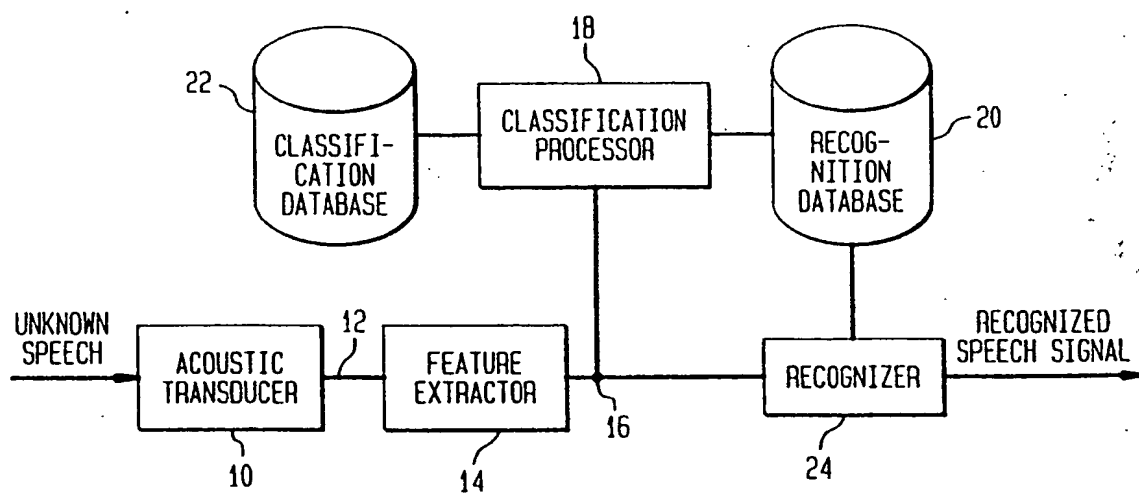 18
22
CLASSIFICATION
PROCESSOR
20
CLASSIFI-
CATION
DATABASE
RECOG-
NITION
DATABASE
UNKNOWN
SPEECH
12
ACOUSTIC
TRANSDUCER
FEATURE
EXTRACTOR
RECOGNIZER
RECOGNIZED
SPEECH SIGNAL
10
14
16
24